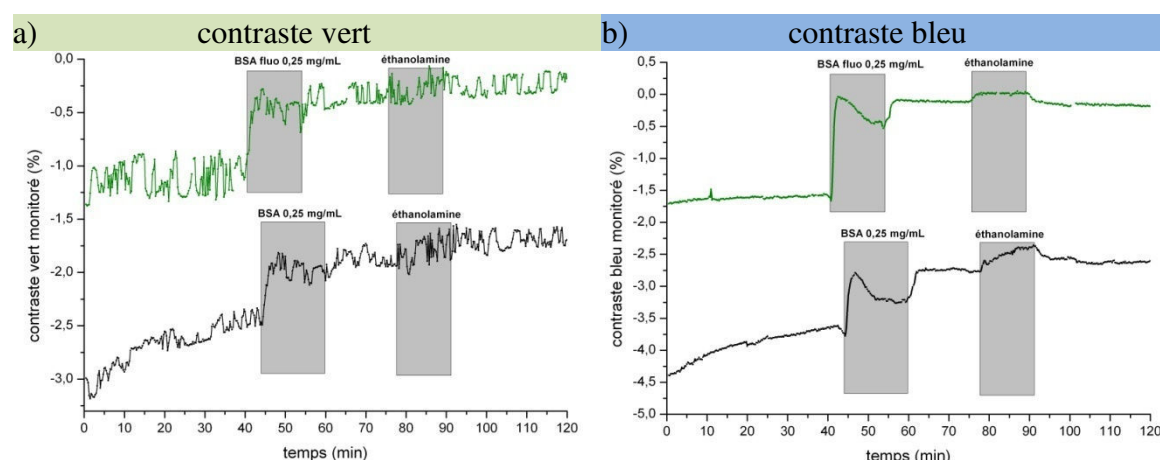 a) contraste vert
BSA fluo 0,25 mg/mL
éthanolamine
BSA 0,25 mg/mL
éthanolamine
contraste vert monitoré (%)
0,0
-0,5
-1,0
-1,5
-2,0
-2,5
-3,0
0 10 20 30 40 50 60 70 80 90 100 110 120
temps (min)
b) contraste bleu
BSA fluo 0,25 mg/mL
éthanolamine
BSA 0,25 mg/mL
éthanolamine
contraste bleu monitoré (%)
0,5
0,0
-0,5
-1,0
-1,5
-2,0
-2,5
-3,0
-3,5
-4,0
-4,5
-5,0
0 10 20 30 40 50 60 70 80 90 100 110 120
temps (min)